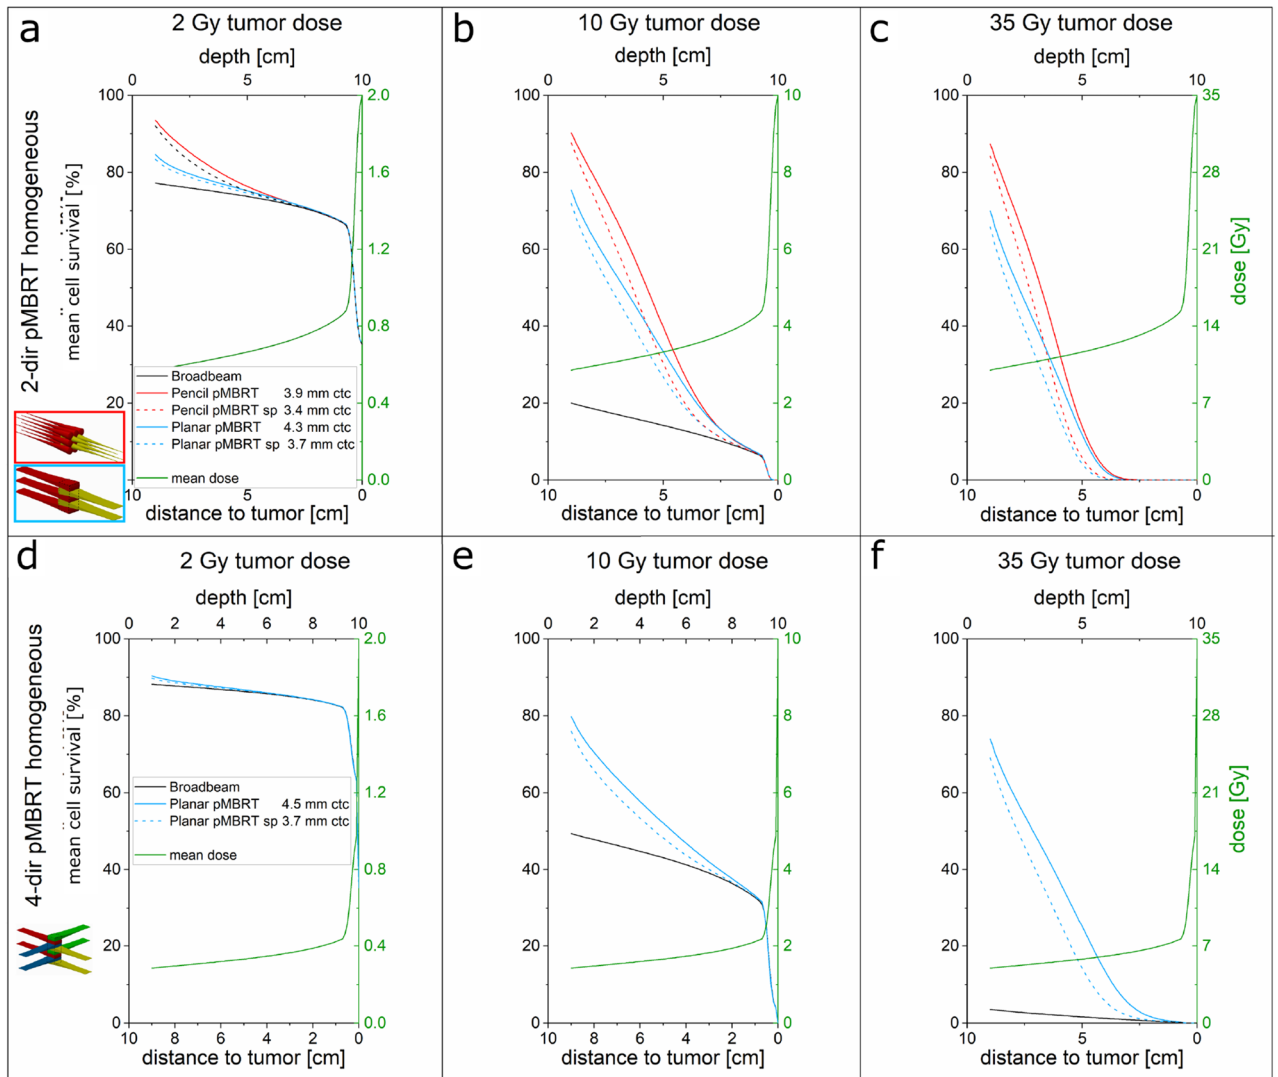 a
2 Gy tumor dose
depth [cm]
0 5 10
2-dir pMBRT homogeneous
mean cell survival [%]
100
80
60
40
20
0
2.0
1.6
1.2
0.8
0.4
0.0
Broadbeam
Pencil pMBRT 3.9 mm ctc
Pencil pMBRT sp 3.4 mm ctc
Planar pMBRT 4.3 mm ctc
Planar pMBRT sp 3.7 mm ctc
mean dose
10 5 0
distance to tumor [cm]
b
10 Gy tumor dose
depth [cm]
0 5 10
100
80
60
40
20
0
10
8
6
4
2
0
10 5 0
distance to tumor [cm]
c
35 Gy tumor dose
depth [cm]
0 5 10
100
80
60
40
20
0
35
28
21
14
7
0
dose [Gy]
10 5 0
distance to tumor [cm]
d
2 Gy tumor dose
depth [cm]
0 2 4 6 8 10
4-dir pMBRT homogeneous
mean cell survival [%]
100
80
60
40
20
0
2.0
1.6
1.2
0.8
0.4
0.0
Broadbeam
Planar pMBRT 4.5 mm ctc
Planar pMBRT sp 3.7 mm ctc
mean dose
10 8 6 4 2 0
distance to tumor [cm]
e
10 Gy tumor dose
depth [cm]
0 2 4 6 8 10
100
80
60
40
20
0
10
8
6
4
2
0
10 8 6 4 2 0
distance to tumor [cm]
f
35 Gy tumor dose
depth [cm]
0 5 10
100
80
60
40
20
0
35
28
21
14
7
0
dose [Gy]
10 5 0
distance to tumor [cm]